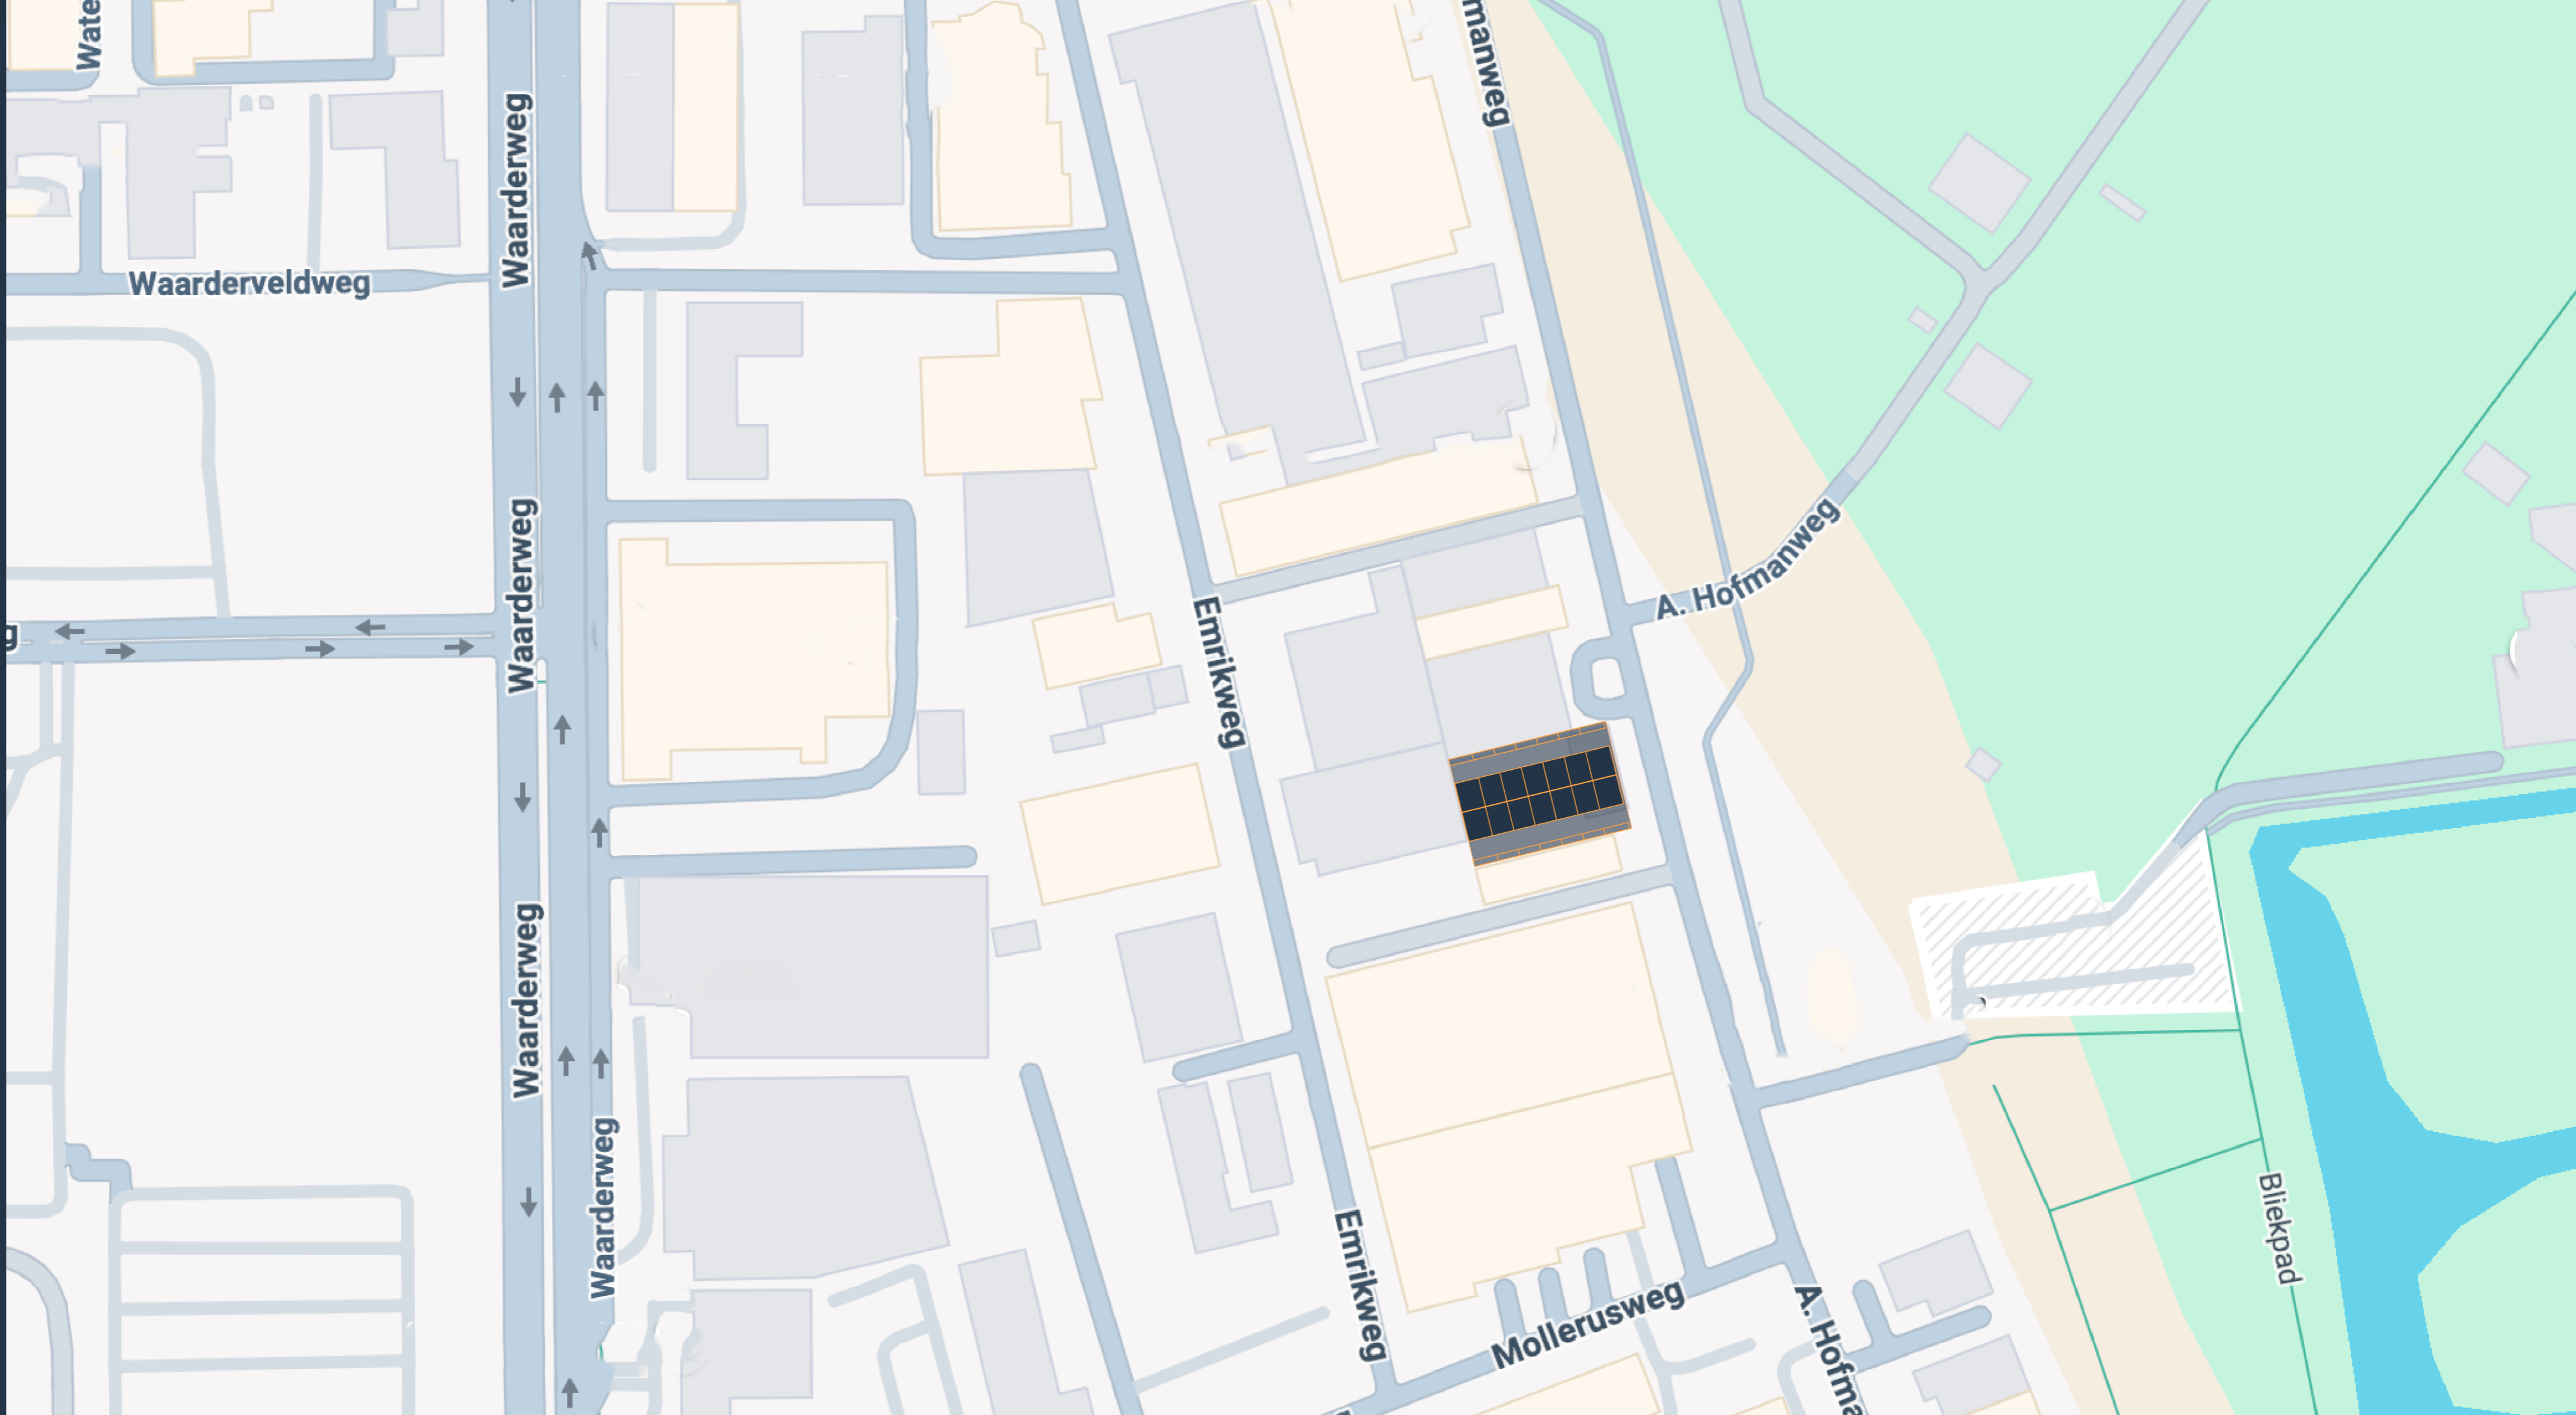 Wate
Waarderweg
manweg
Waarderveldweg
Waarderweg
A. Hofmanweg
Emrikweg
g
Waarderweg
Waarderweg
Bliekpad
Emrikweg
Mollerusweg
A. Hofma